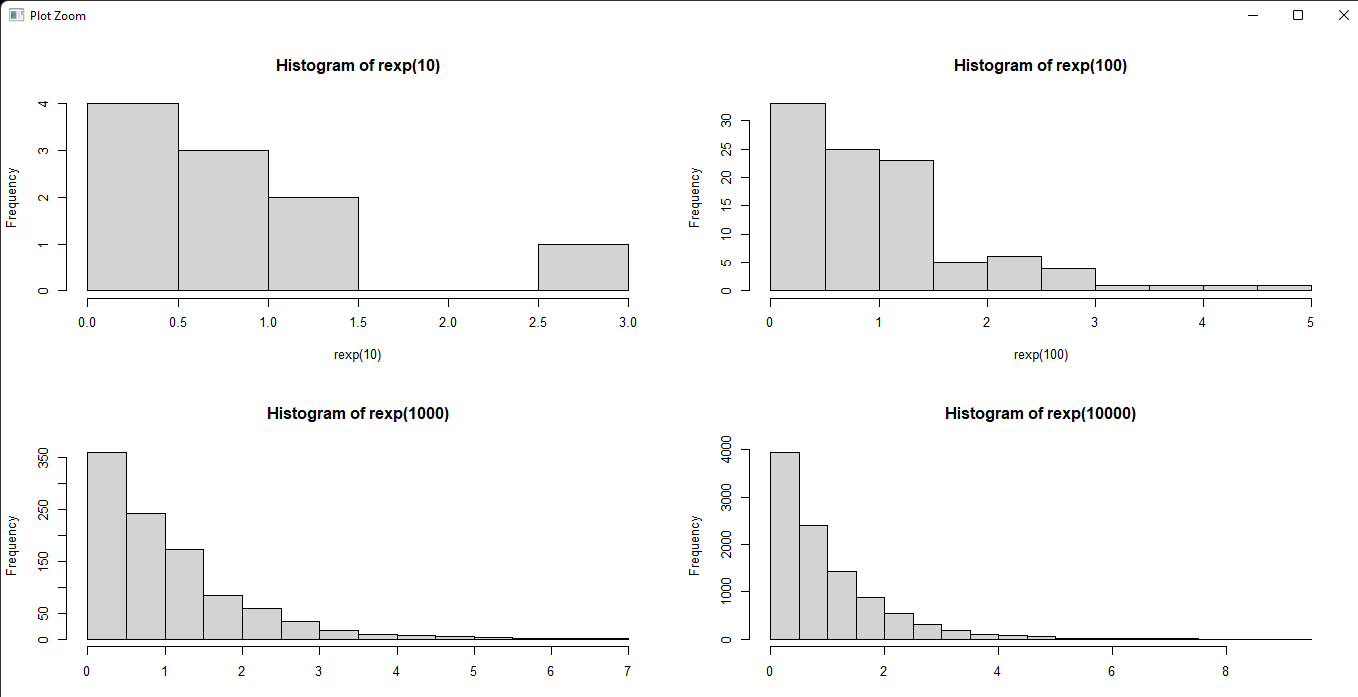 Plot Zoom
Histogram of rexp(10)
Frequency
0 1 2 3 4
0.0 0.5 1.0 1.5 2.0 2.5 3.0
rexp(10)
Histogram of rexp(100)
Frequency
0 5 10 15 20 25 30
0 1 2 3 4 5
rexp(100)
Histogram of rexp(1000)
Frequency
0 50 150 250 350
0 1 2 3 4 5 6 7
Histogram of rexp(10000)
Frequency
0 1000 2000 3000 4000
0 2 4 6 8